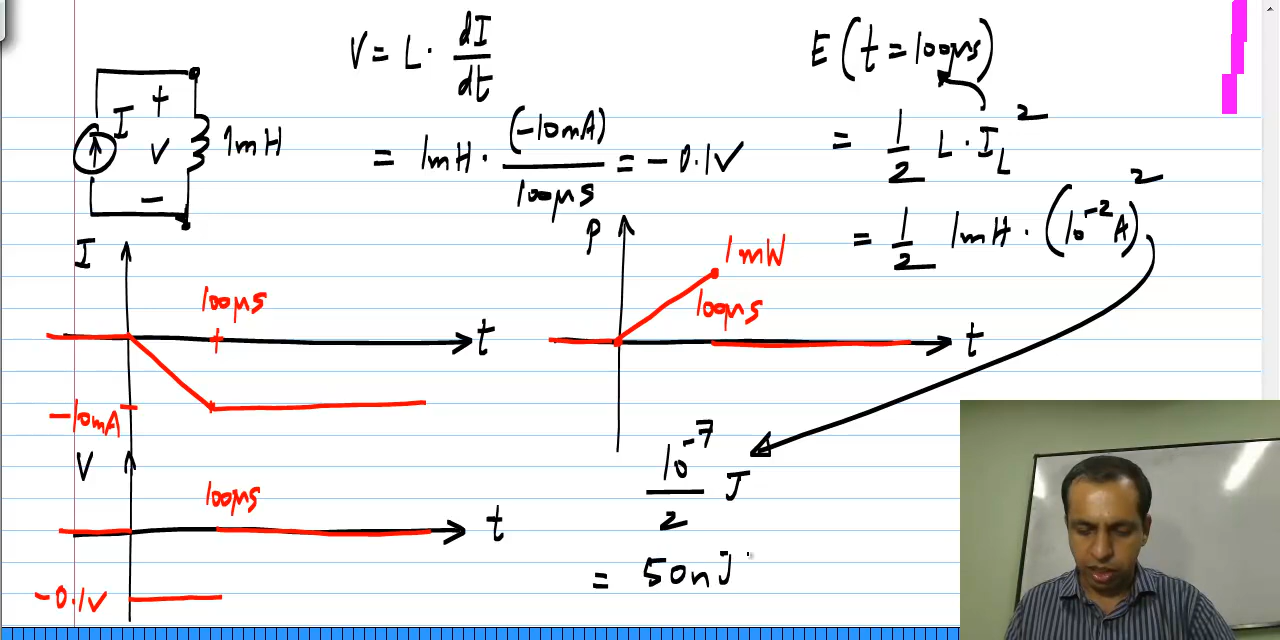 V = L · dI/dt
= 1mH · (-10mA)/100μs = -0.1V
I
+
V
-
1mH
E(t=100μs)
= 1/2 L · I_L^2
= 1/2 1mH · (10^-2 A)^2
10^-7/2 J
= 50nJ
I
100μs
t
-10mA
V
100μs
t
-0.1V
P
1mW
100μs
t